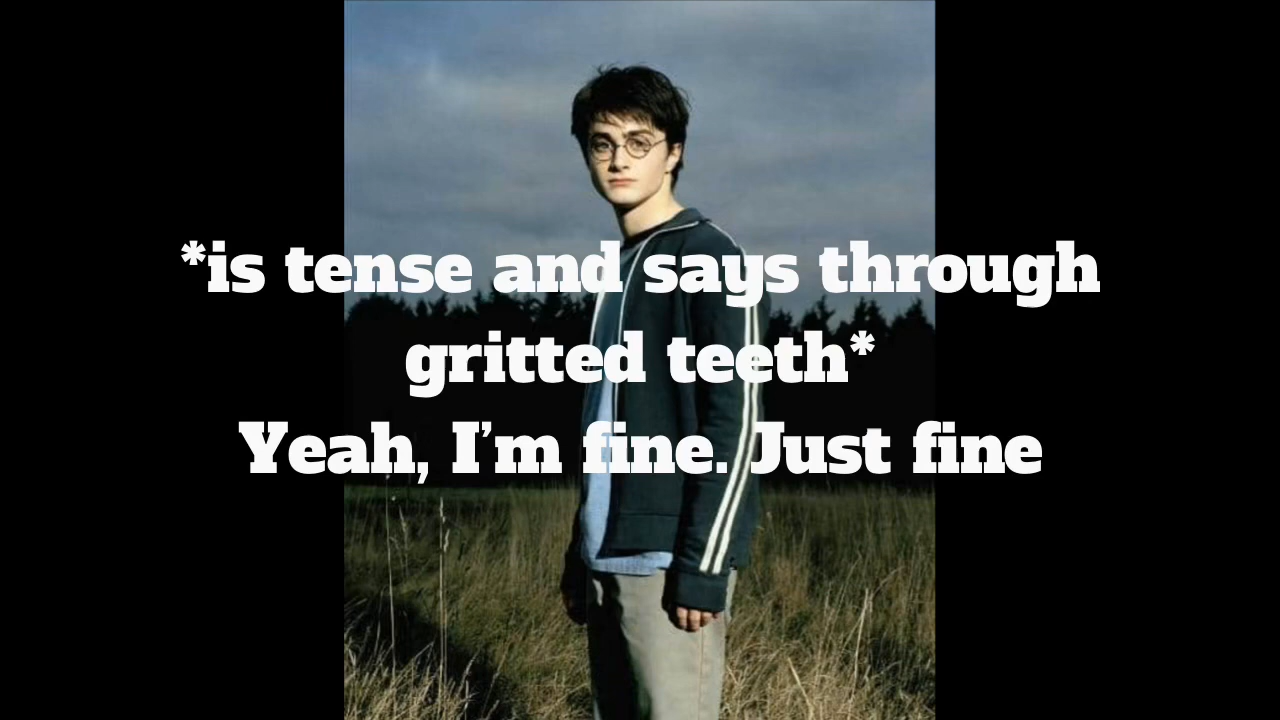 *is tense and says through
gritted teeth*
Yeah, I’m fine. Just fine